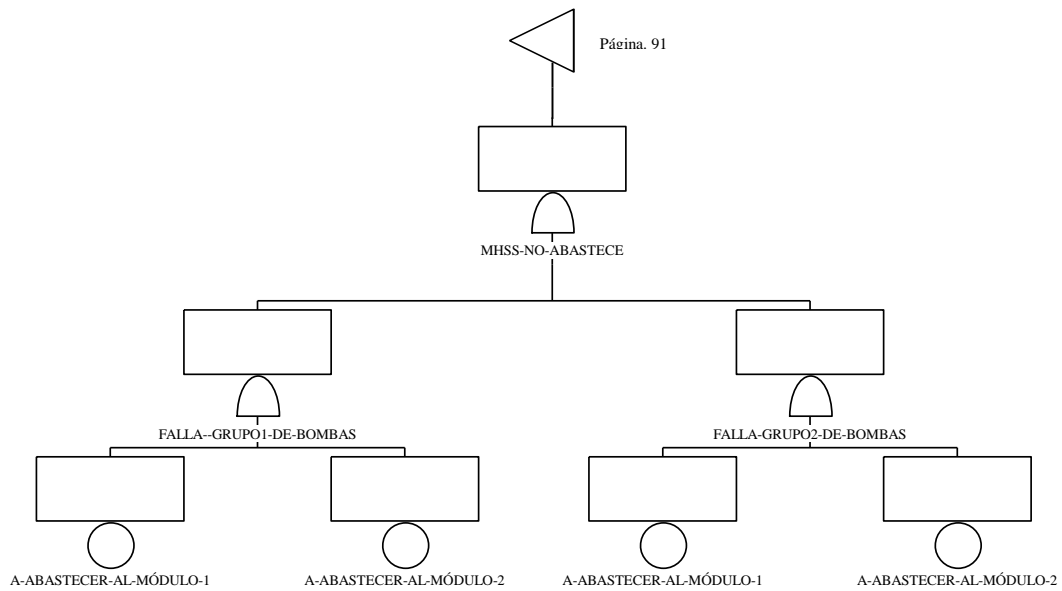 Página. 91
MHSS-NO-ABASTECE
FALLA--GRUPO1-DE-BOMBAS
FALLA-GRUPO2-DE-BOMBAS
A-ABASTECER-AL-MÓDULO-1
A-ABASTECER-AL-MÓDULO-2
A-ABASTECER-AL-MÓDULO-1
A-ABASTECER-AL-MÓDULO-2